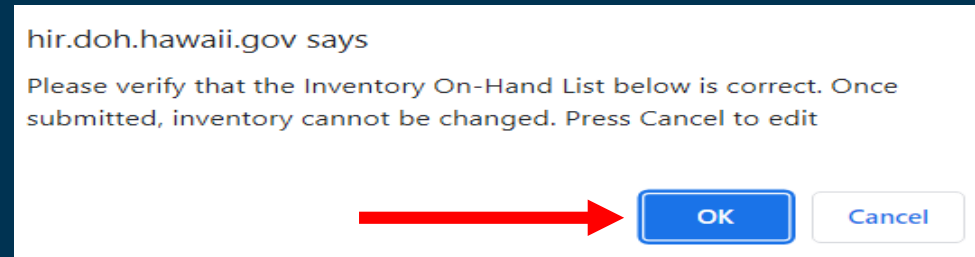 hir.doh.hawaii.gov says
Please verify that the Inventory On-Hand List below is correct. Once
submitted, inventory cannot be changed. Press Cancel to edit
OK Cancel